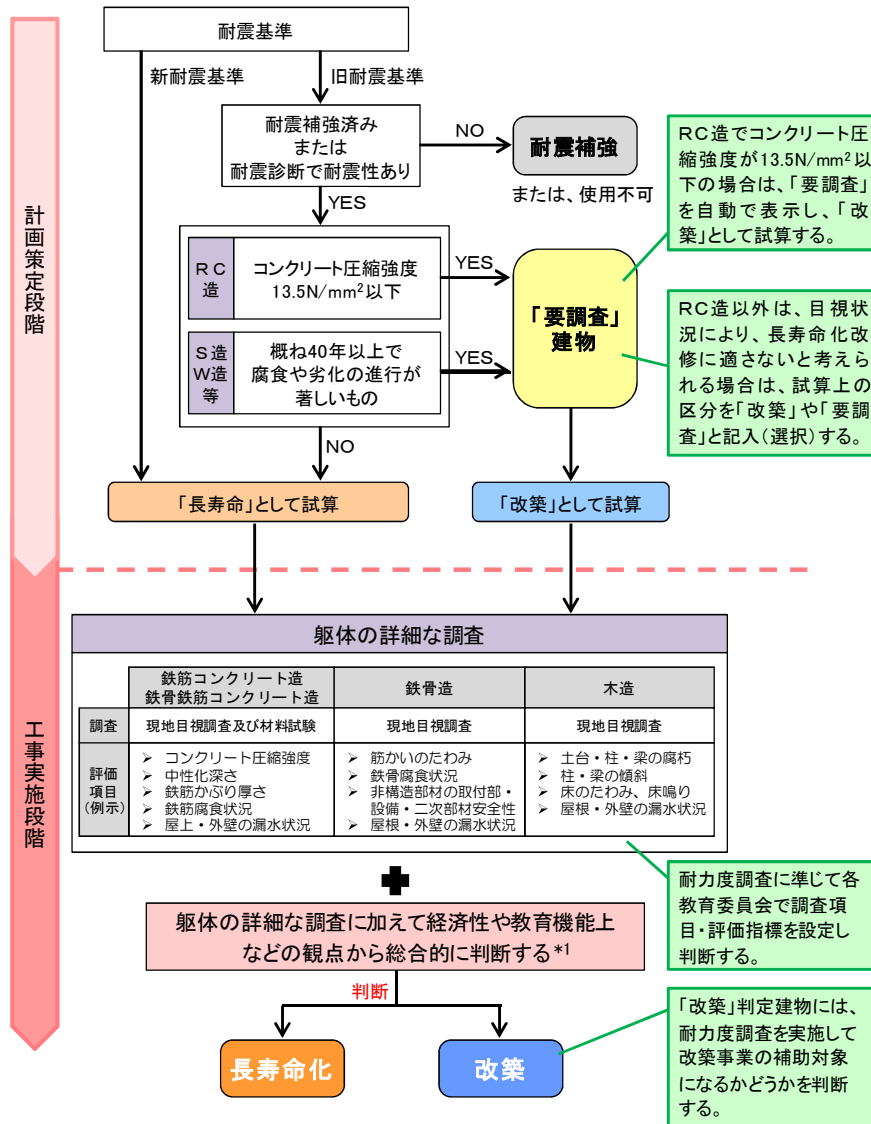 耐震基準
新耐震基準
旧耐震基準
耐震補強済み
または
耐震診断で耐震性あり
NO
耐震補強
または、使用不可
YES
RC造でコンクリート圧
縮強度が13.5N/mm²以
下の場合は、「要調査」
を自動で表示し、「改
築」として試算する。
計画策定段階
RC
造
コンクリート圧縮強度
13.5N/mm²以下
YES
S造
W造
等
概ね40年以上で
腐食や劣化の進行が
著しいもの
YES
「要調査」
建物
RC造以外は、目視状
況により、長寿命化改
修に適さないと考えら
れる場合は、試算上の
区分を「改築」や「要調
査」と記入(選択)する。
NO
「長寿命」として試算
「改築」として試算
工事実施段階
躯体の詳細な調査
鉄筋コンクリート造
鉄骨鉄筋コンクリート造
鉄骨造
木造
調査
現地目視調査及び材料試験
現地目視調査
現地目視調査
評価
項目
(例示)
➢ コンクリート圧縮強度
➢ 中性化深さ
➢ 鉄筋かぶり厚さ
➢ 鉄筋腐食状況
➢ 屋上・外壁の漏水状況
➢ 筋かいのたわみ
➢ 鉄骨腐食状況
➢ 非構造部材の取付部・
設備・二次部材安全性
➢ 屋根・外壁の漏水状況
➢ 土台・柱・梁の腐朽
➢ 柱・梁の傾斜
➢ 床のたわみ、床鳴り
➢ 屋根・外壁の漏水状況
耐力度調査に準じて各
教育委員会で調査項
目・評価指標を設定し
判断する。
躯体の詳細な調査に加えて経済性や教育機能上
などの観点から総合的に判断する*1
判断
長寿命化
改築
「改築」判定建物には、
耐力度調査を実施して
改築事業の補助対象
になるかどうかを判断
する。